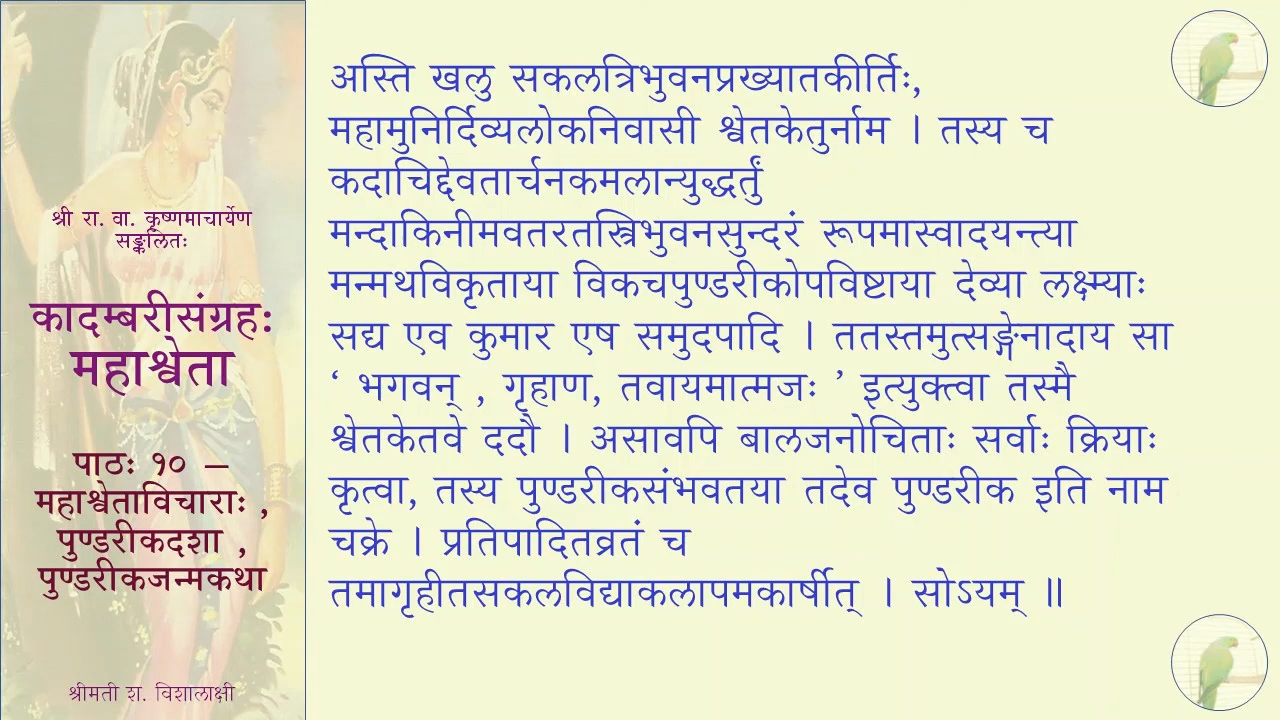 श्री रा. वा. कृष्णमाचार्येण
सङ्कलितः
कादम्बरीसंग्रहः
महाश्वेता
पाठः १० –
महाश्वेताविचाराः ,
पुण्डरीकदशा ,
पुण्डरीकजन्मकथा
श्रीमती श. विशालाक्षी
अस्ति खलु सकलत्रिभुवनप्रख्यातकीर्तिः,
महामुनिर्दिव्यलोकनिवासी श्वेतकेतुर्नाम । तस्य च
कदाचिद्देवतार्चनकमलान्युद्धर्तुं
मन्दाकिनीमवतरतस्त्रिभुवनसुन्दरं रूपमास्वादयन्त्या
मन्मथविकृताया विकचपुण्डरीकोपविष्टाया देव्या लक्ष्म्याः
सद्य एव कुमार एष समुदपादि । ततस्तमुत्सङ्गेनादाय सा
‘ भगवन् , गृहाण, तवायमात्मजः ’ इत्युक्त्वा तस्मै
श्वेतकेतवे ददौ । असावपि बालजनोचिताः सर्वाः क्रियाः
कृत्वा, तस्य पुण्डरीकसंभवतया तदेव पुण्डरीक इति नाम
चक्रे । प्रतिपादितव्रतं च
तमागृहीतसकलविद्याकलापमकार्षीत् । सोऽयम् ॥